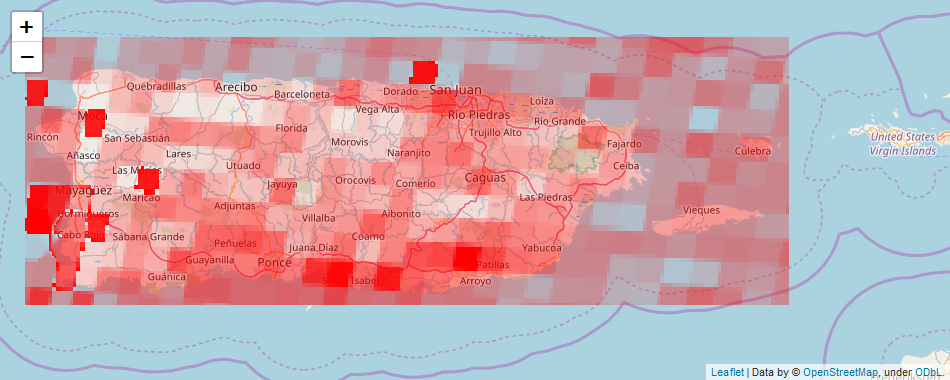 +
−
Quebradillas
Arecibo
Barceloneta
Dorado
San Juan
Loíza
Moca
Vega Alta
Río Piedras
Río Grande
Rincón
San Sebastián
Florida
Morovis
Trujillo Alto
Fajardo
Culebra
United States
Virgin Islands
Añasco
Lares
Naranjito
Utuado
Ceiba
Las Marías
Jayuya
Orocovis
Comerío
Caguas
Mayagüez
Maricao
Las Piedras
Adjuntas
Hormigueros
Villalba
Aibonito
Vieques
Cabo Rojo
Sábana Grande
Peñuelas
Juana Díaz
Coamo
Yabucoa
Guayanilla
Ponce
Patillas
Guánica
Isabel
Arroyo
Leaflet | Data by © OpenStreetMap, under ODbL.